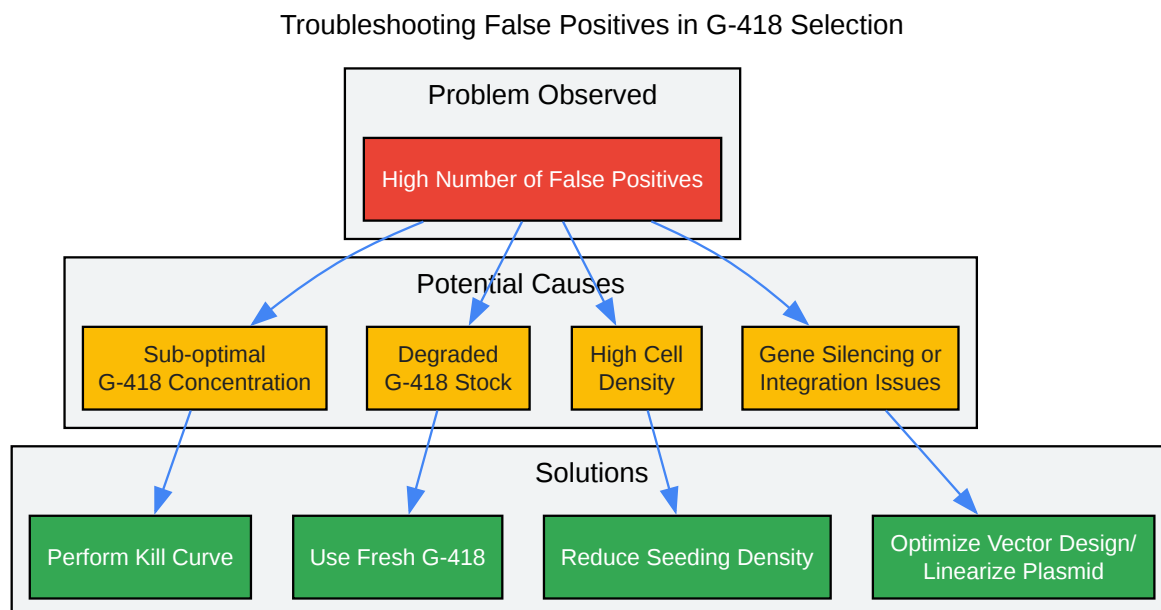 Troubleshooting False Positives in G-418 Selection
Problem Observed
High Number of False Positives
Potential Causes
Sub-optimal
G-418 Concentration
Degraded
G-418 Stock
High Cell
Density
Gene Silencing or
Integration Issues
Solutions
Perform Kill Curve
Use Fresh G-418
Reduce Seeding Density
Optimize Vector Design/
Linearize Plasmid